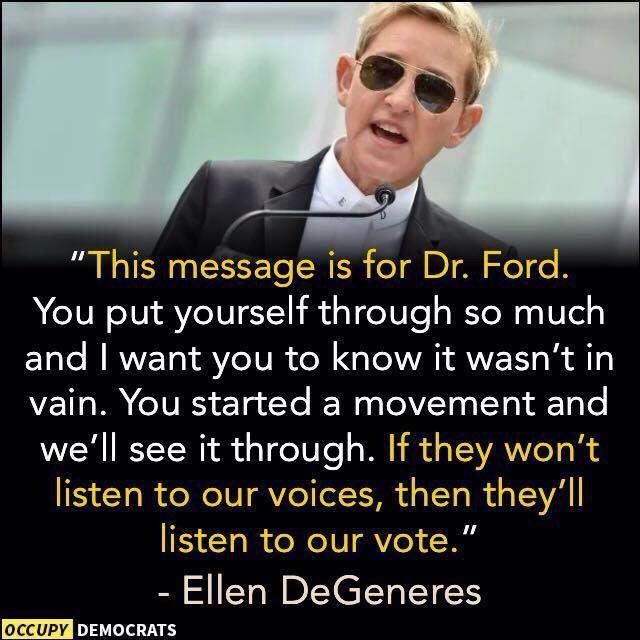 "This message is for Dr. Ford.
You put yourself through so much
and I want you to know it wasn't in
vain. You started a movement and
we'll see it through. If they won't
listen to our voices, then they'll
listen to our vote."
- Ellen DeGeneres
OCCUPY DEMOCRATS